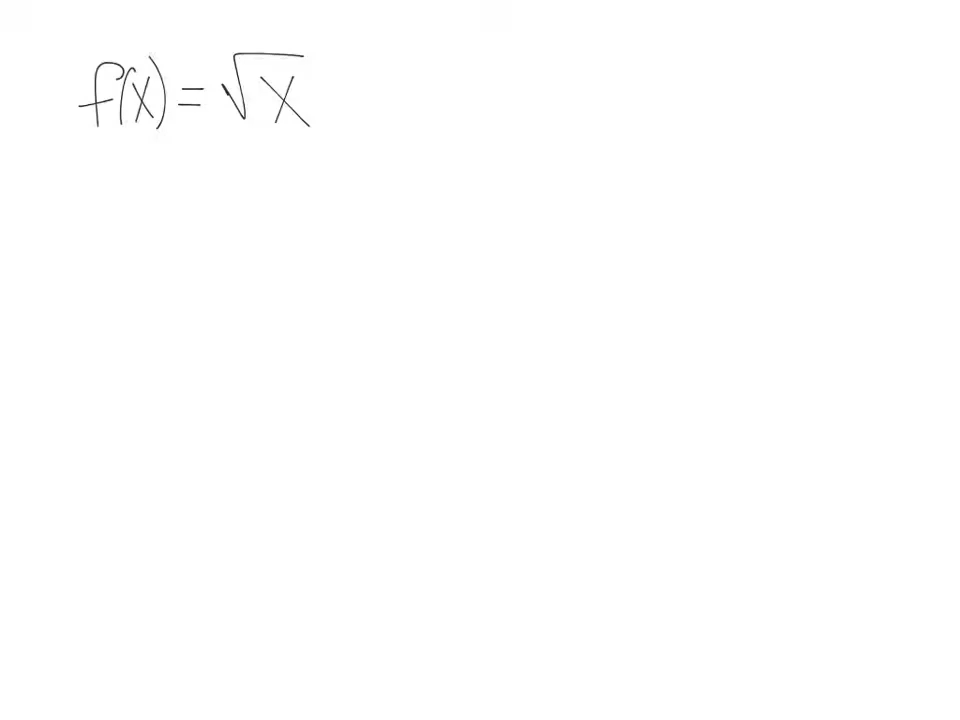 f(x) = √x